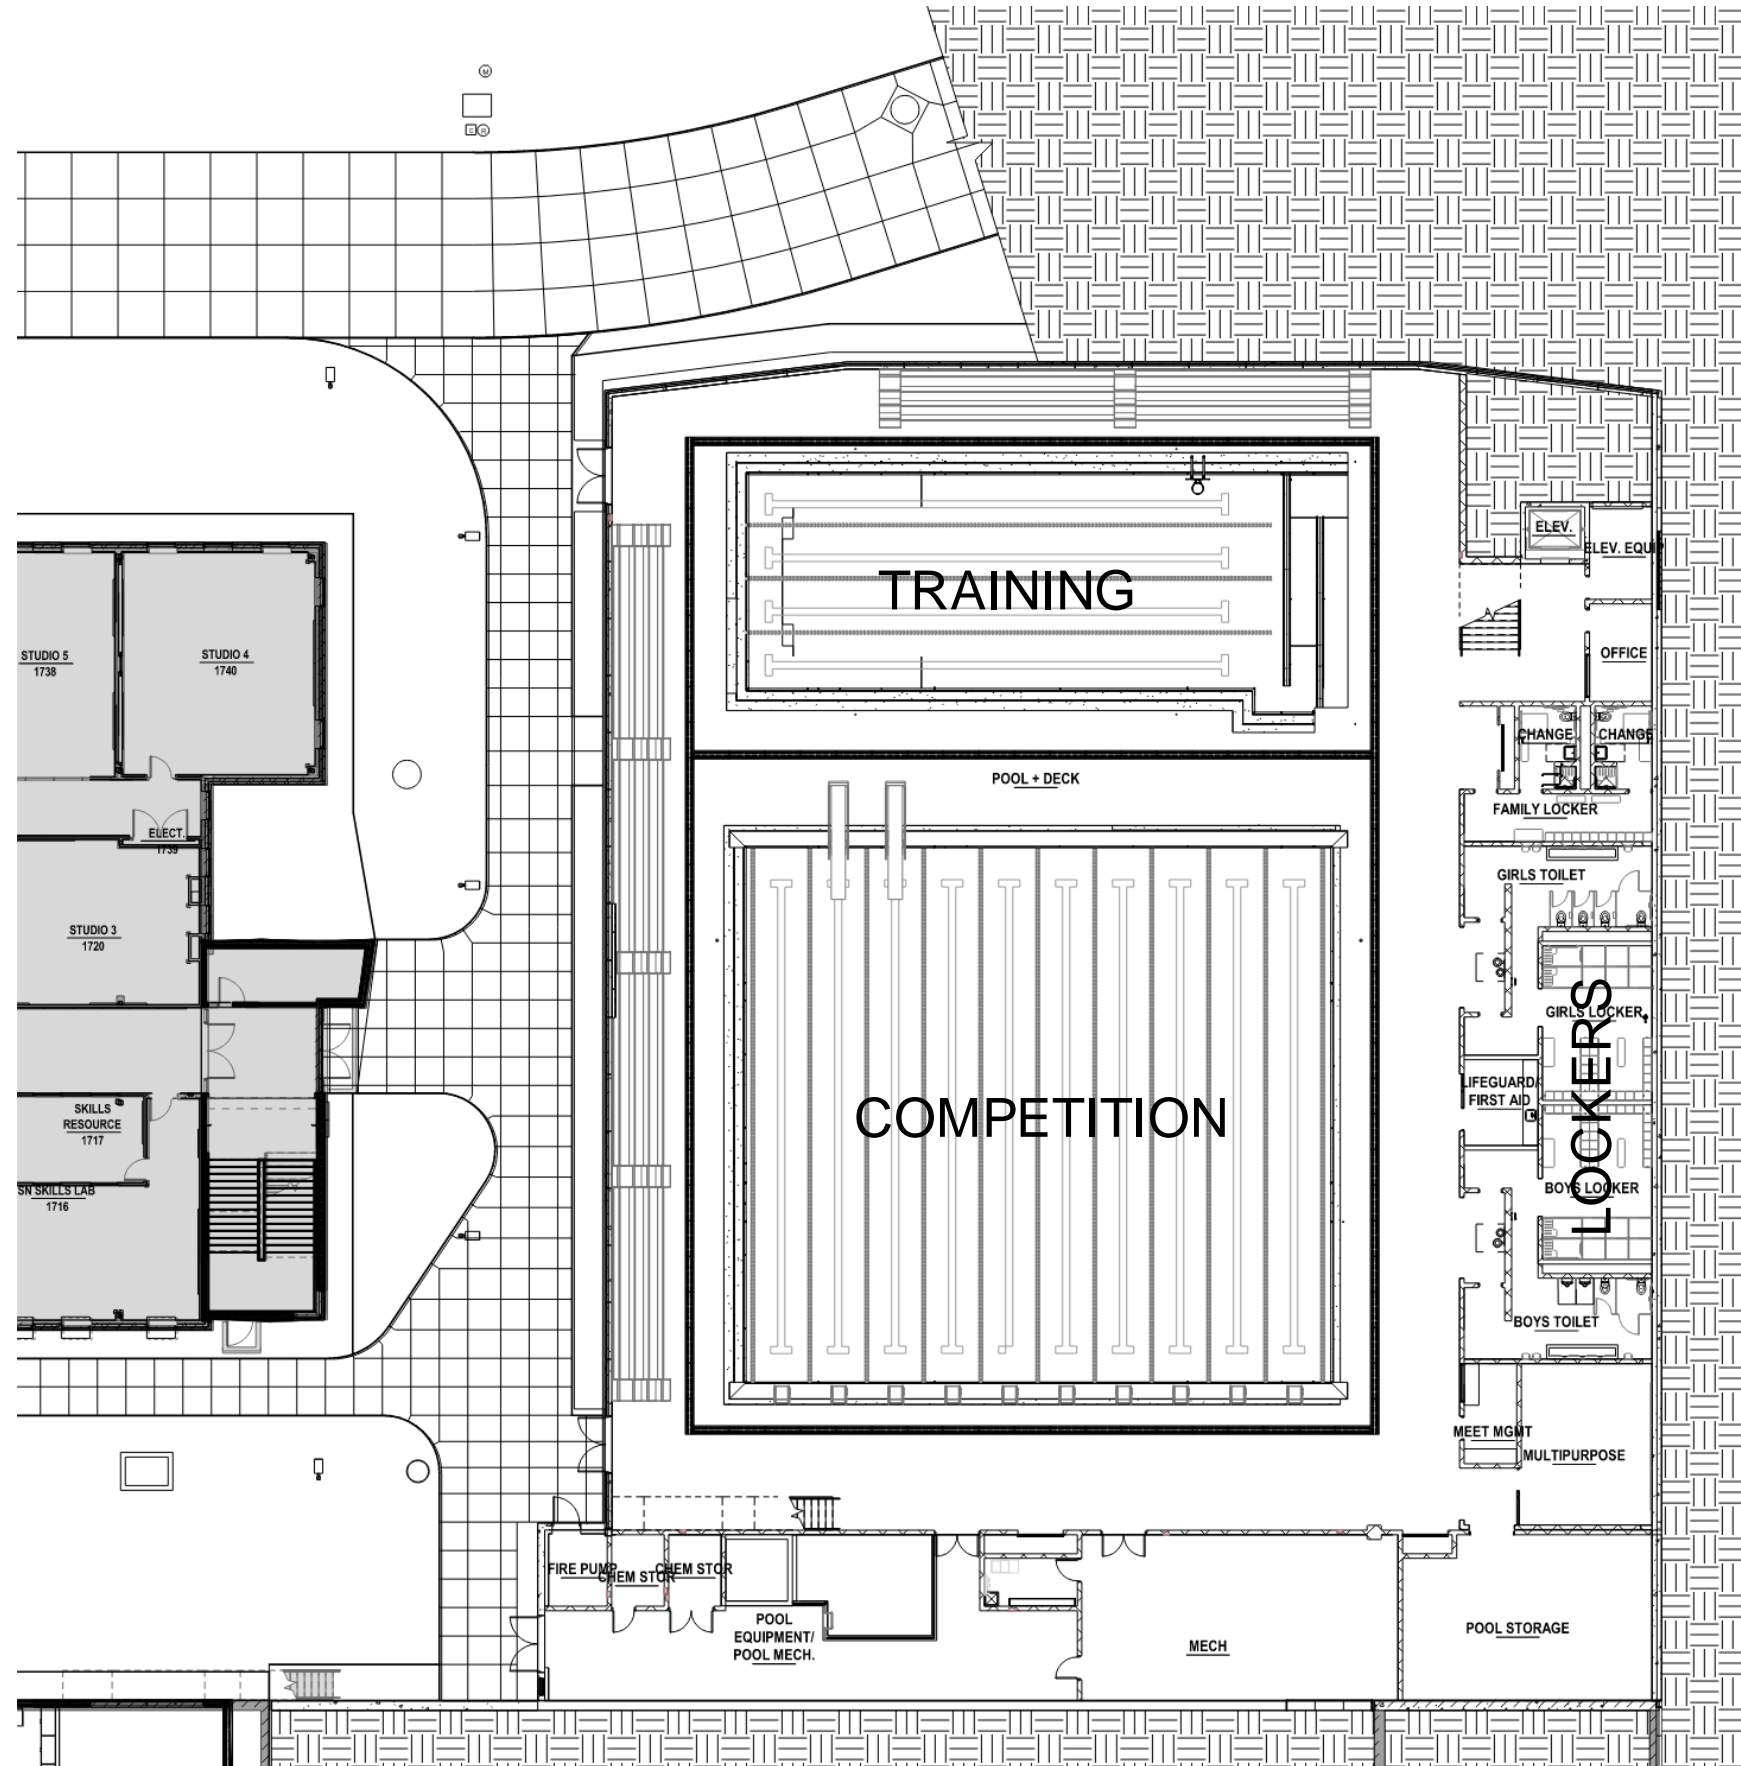 M
C R
TRAINING
ELEV.
ELEV. EQUIP
OFFICE
STUDIO 5
1738
STUDIO 4
1740
CHANGE
CHANGE
POOL + DECK
FAMILY LOCKER
ELECT.
1739
GIRLS TOILET
STUDIO 3
1720
GIRLS LOCKER
LOCKERS
LIFEGUARD/
FIRST AID
COMPETITION
SKILLS
RESOURCE
1717
SN SKILLS LAB
1716
BOYS LOCKER
BOYS TOILET
MEET MGMT
MULTIPURPOSE
FIRE PUMP
CHEM STOR
CHEM STOR
POOL
EQUIPMENT/
POOL MECH.
MECH
POOL STORAGE